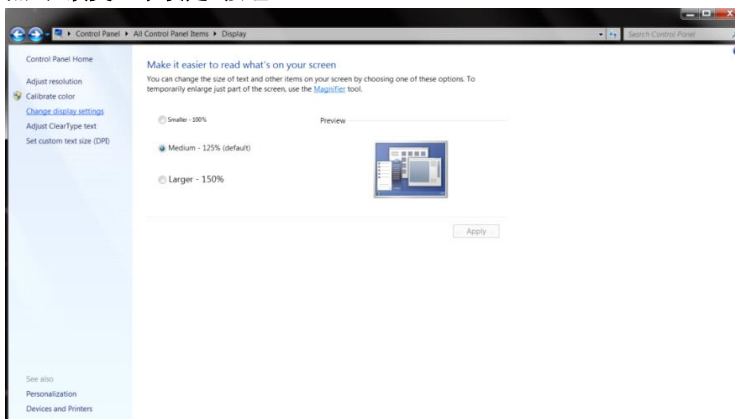 Control Panel ▸ All Control Panel Items ▸ Display
Search Control Panel
Control Panel Home
Adjust resolution
Calibrate color
Change display settings
Adjust ClearType text
Set custom text size (DPI)
Make it easier to read what's on your screen
You can change the size of text and other items on your screen by choosing one of these options. To
temporarily enlarge just part of the screen, use the Magnifier tool.
Smaller - 100%
Preview
Medium - 125% (default)
Larger - 150%
Apply
See also
Personalization
Devices and Printers